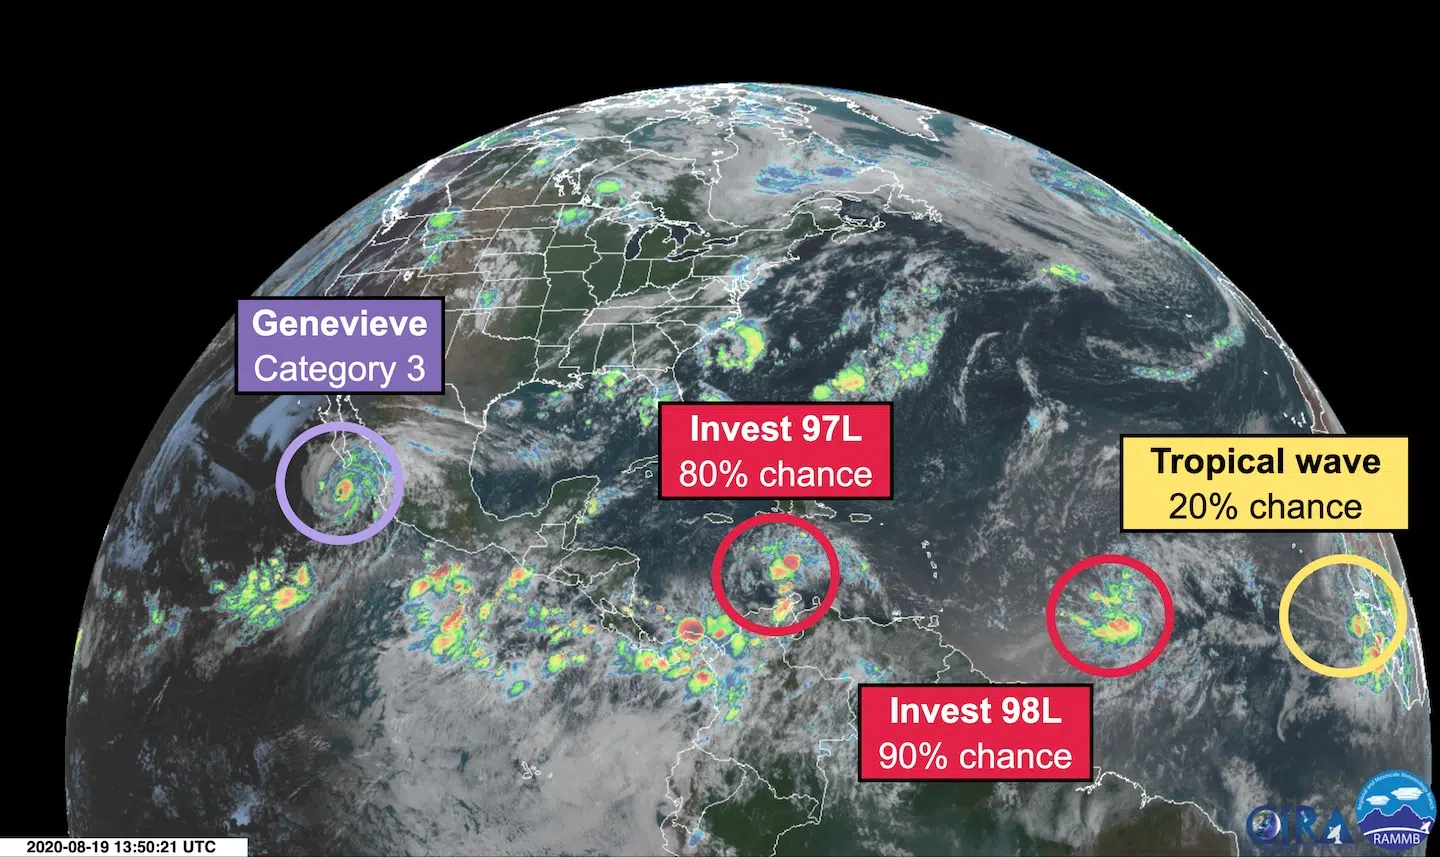 Genevieve
Category 3
Invest 97L
80% chance
Tropical wave
20% chance
Invest 98L
90% chance
2020-08-19 13:50:21 UTC
CIRA
RAMMB